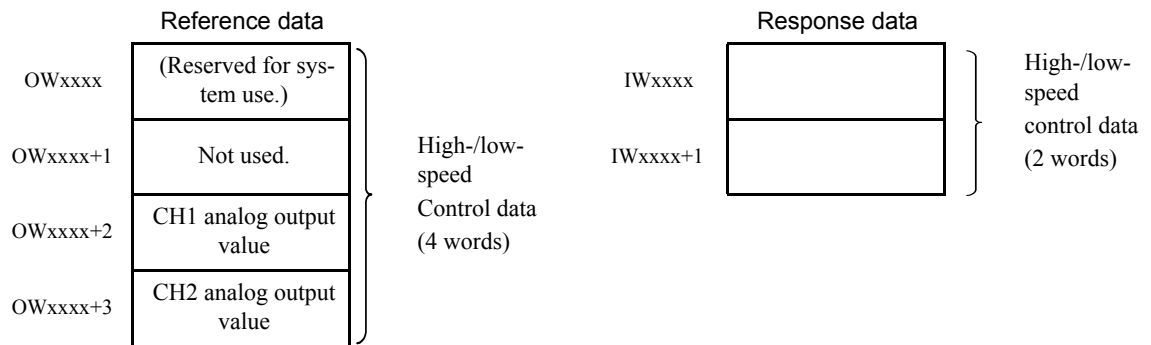 Reference data
OWxxxx
(Reserved for sys-
tem use.)
OWxxxx+1
Not used.
OWxxxx+2
CH1 analog output
value
OWxxxx+3
CH2 analog output
value
High-/low-
speed
Control data
(4 words)
Response data
IWxxxx
IWxxxx+1
High-/low-
speed
control data
(2 words)